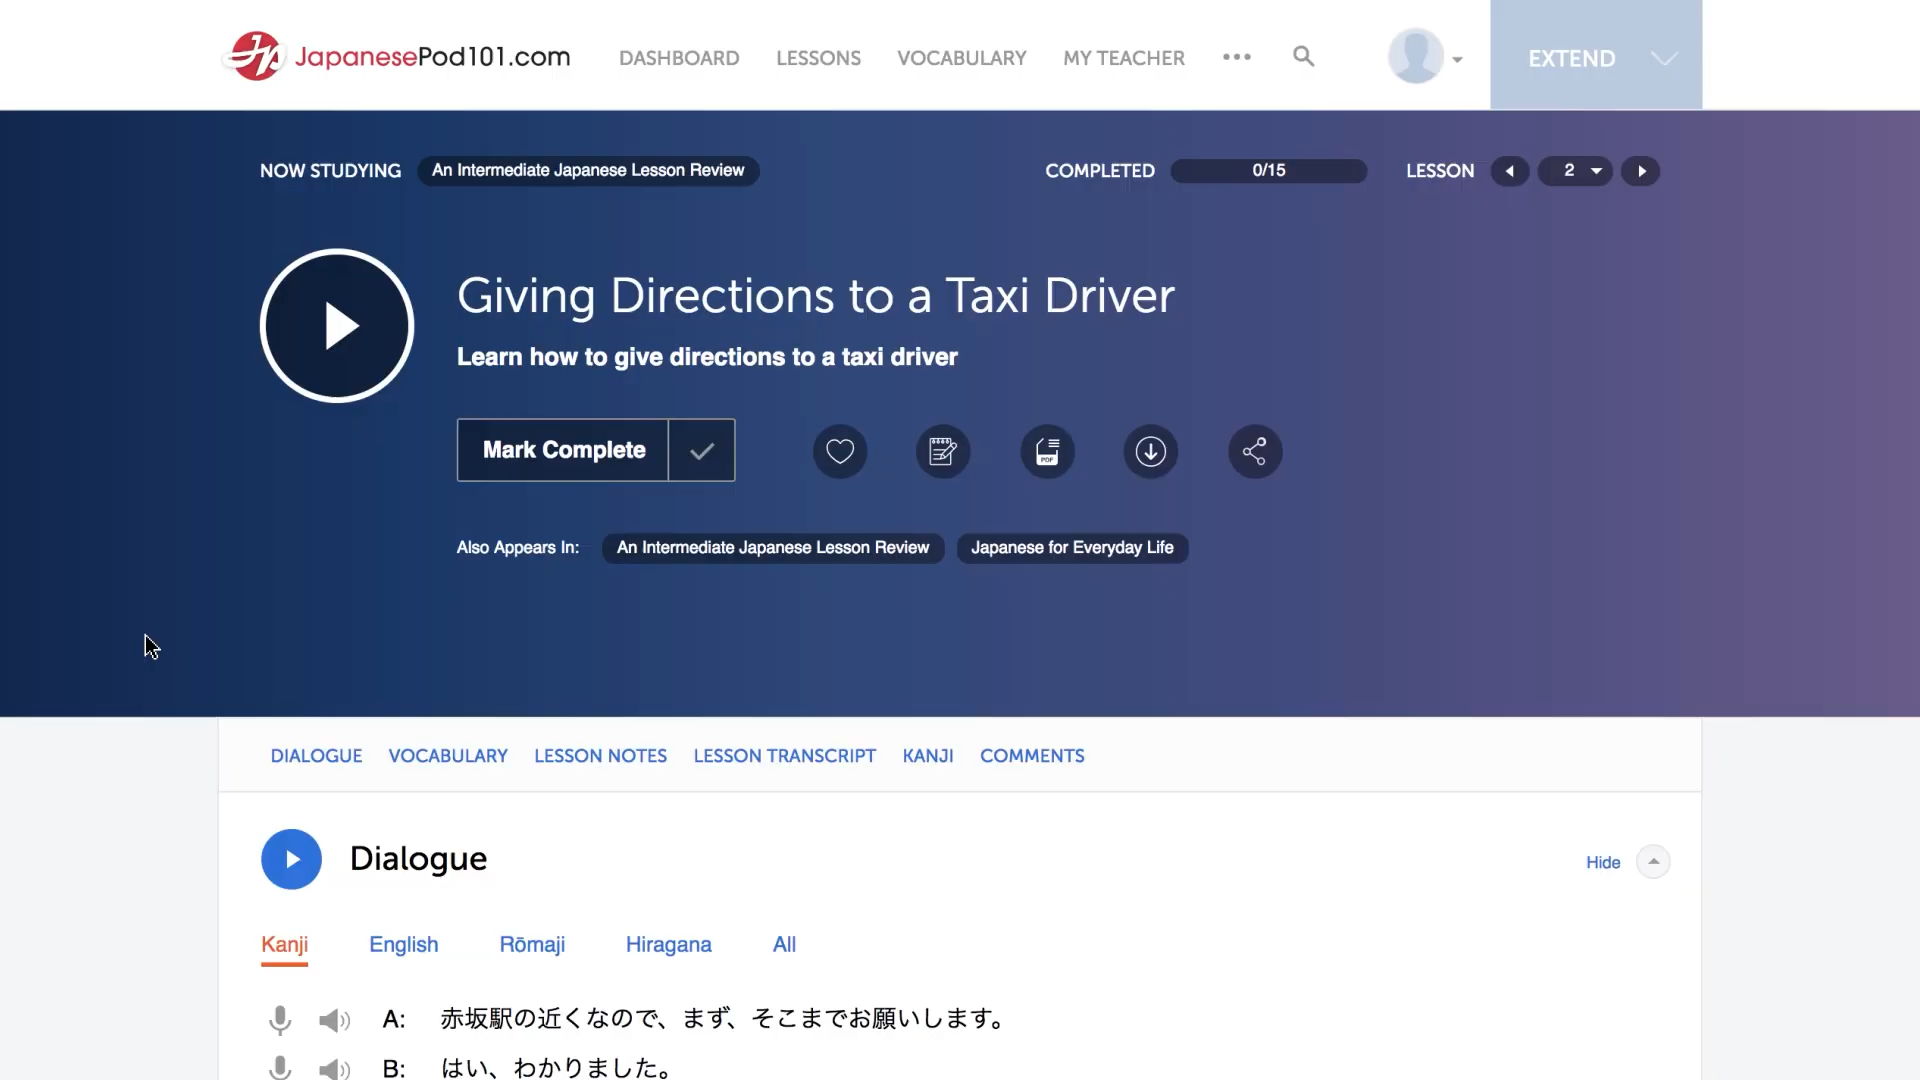 JapanesePod101.com
DASHBOARD LESSONS VOCABULARY MY TEACHER EXTEND
NOW STUDYING An Intermediate Japanese Lesson Review COMPLETED 0/15 LESSON 2
Giving Directions to a Taxi Driver
Learn how to give directions to a taxi driver
Mark Complete PDF
Also Appears In: An Intermediate Japanese Lesson Review Japanese for Everyday Life
DIALOGUE VOCABULARY LESSON NOTES LESSON TRANSCRIPT KANJI COMMENTS
Dialogue Hide
Kanji English Rōmaji Hiragana All
A: 赤坂駅の近くなので、まず、そこまでお願いします。
B: はい、わかりました。